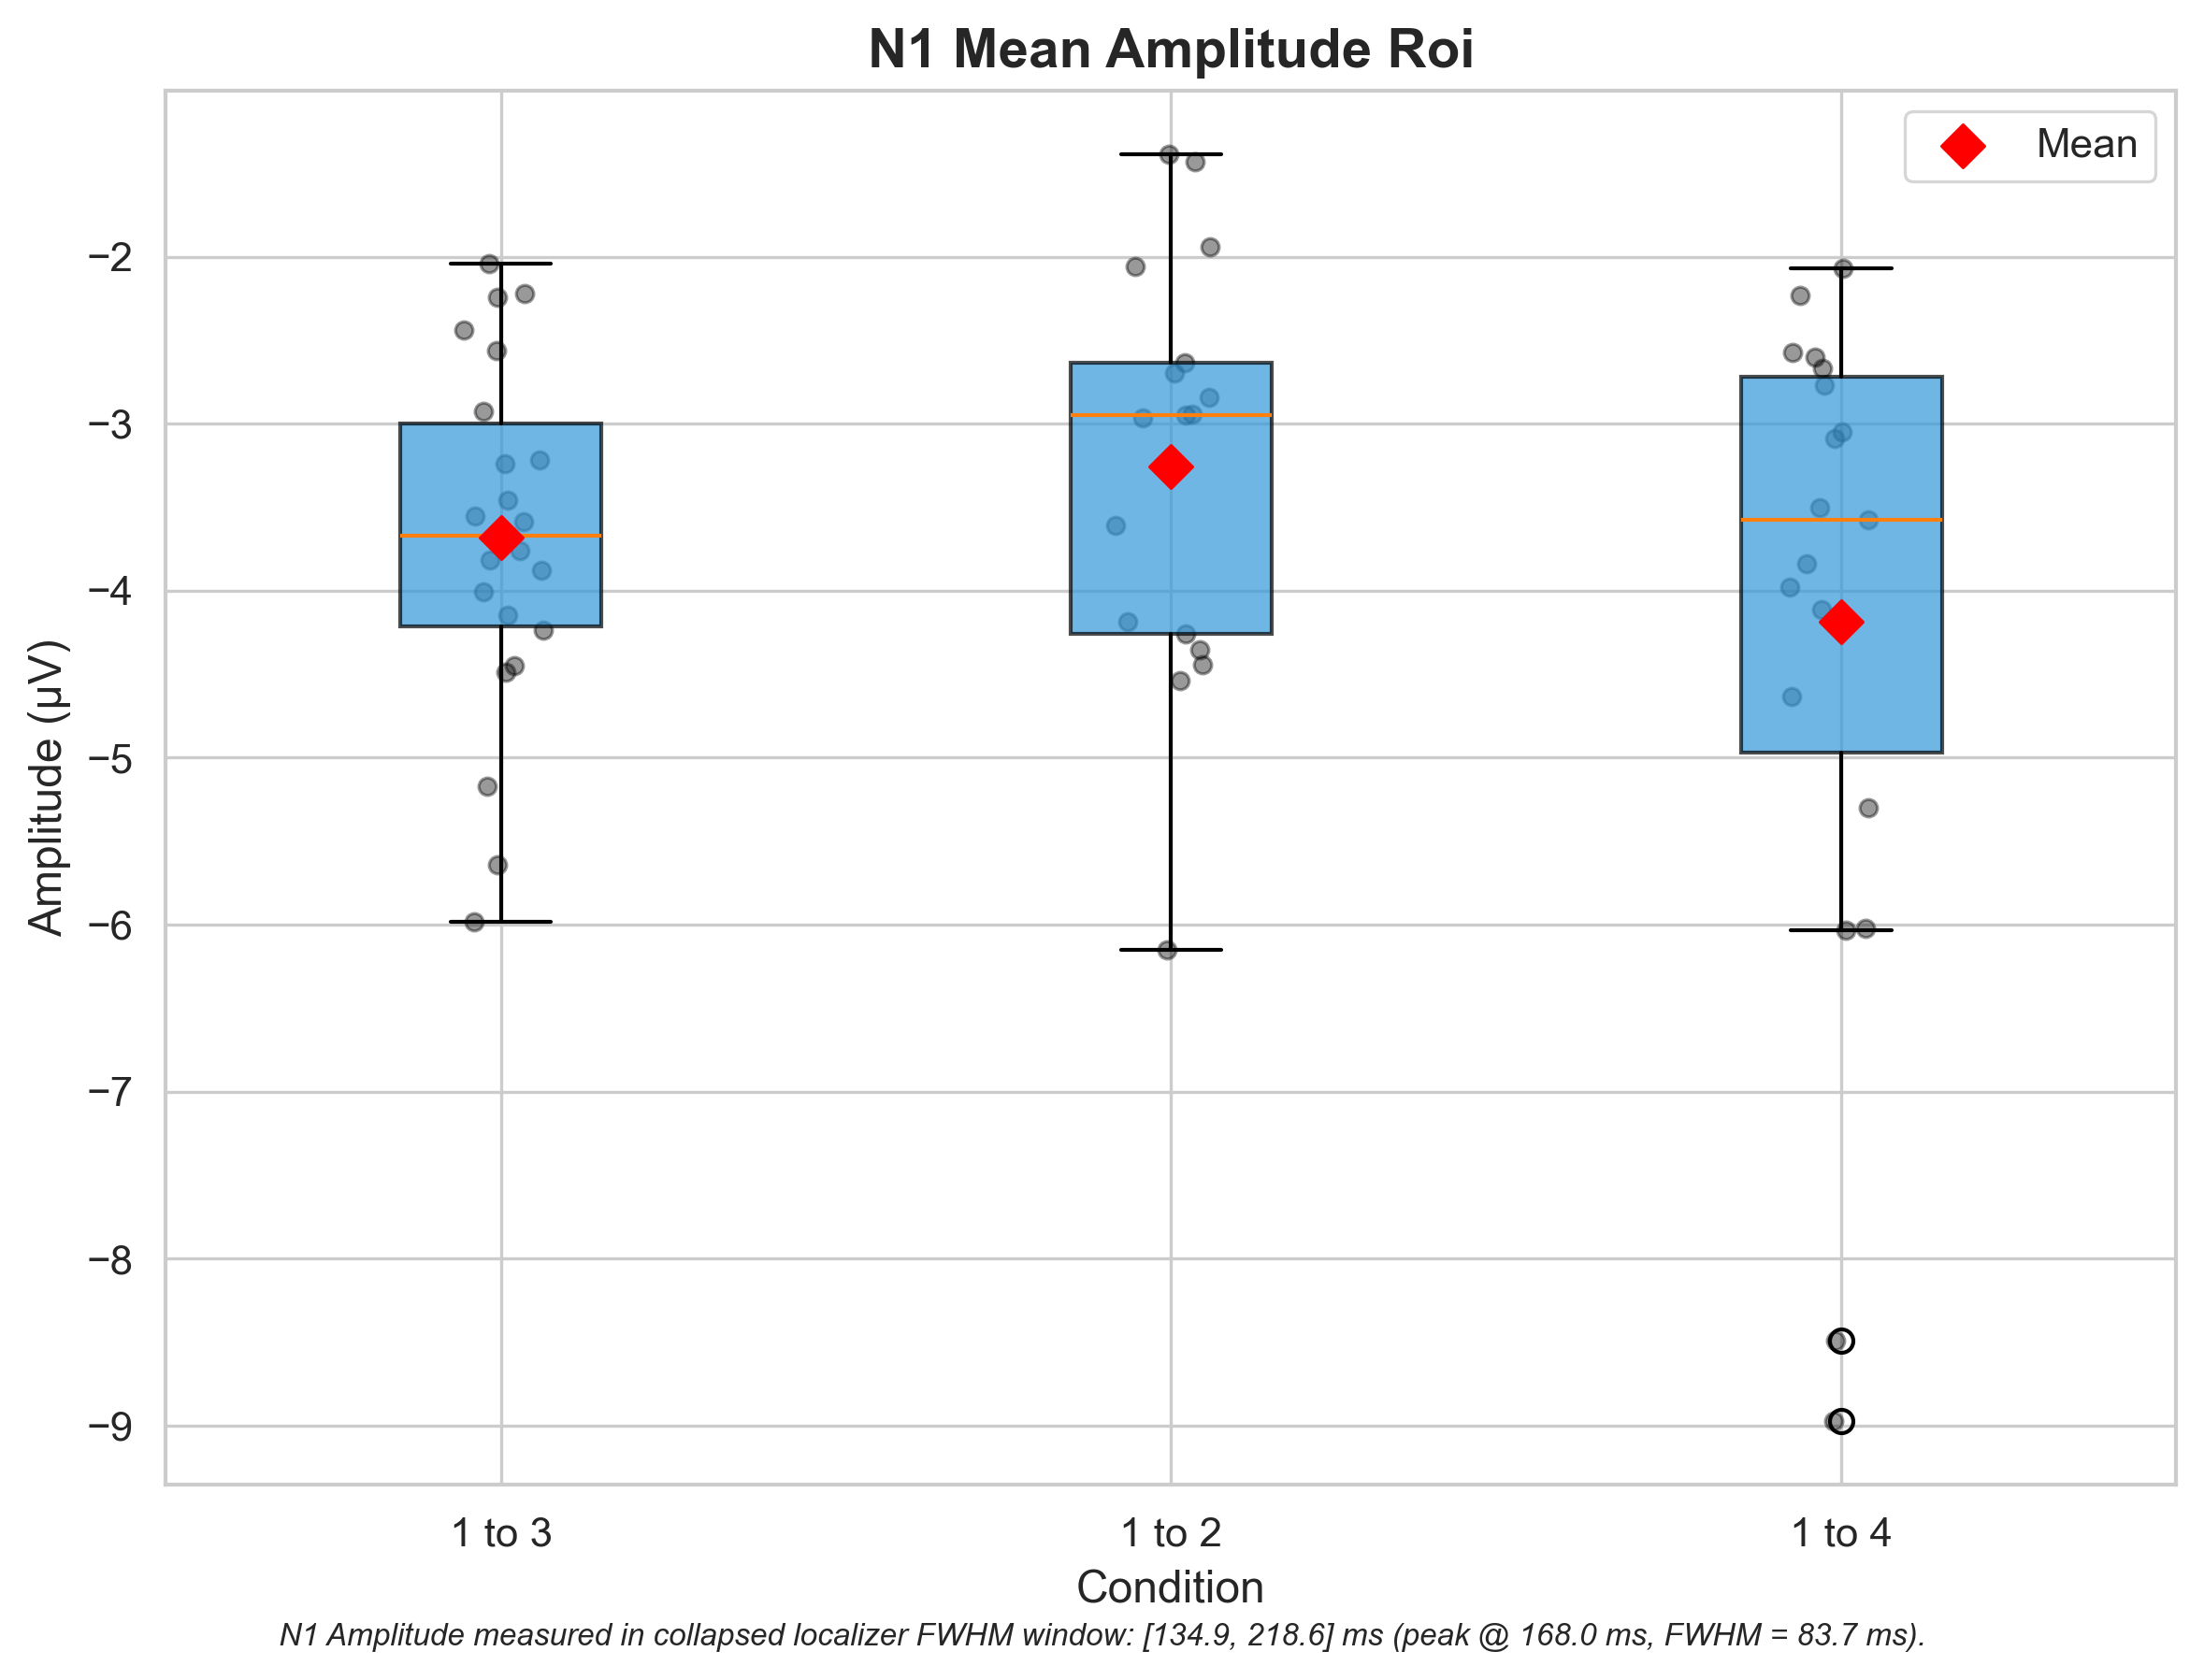 N1 Mean Amplitude Roi
Mean
−2
−3
−4
−5
−6
−7
−8
−9
Amplitude (μV)
1 to 3
1 to 2
1 to 4
Condition
N1 Amplitude measured in collapsed localizer FWHM window: [134.9, 218.6] ms (peak @ 168.0 ms, FWHM = 83.7 ms).